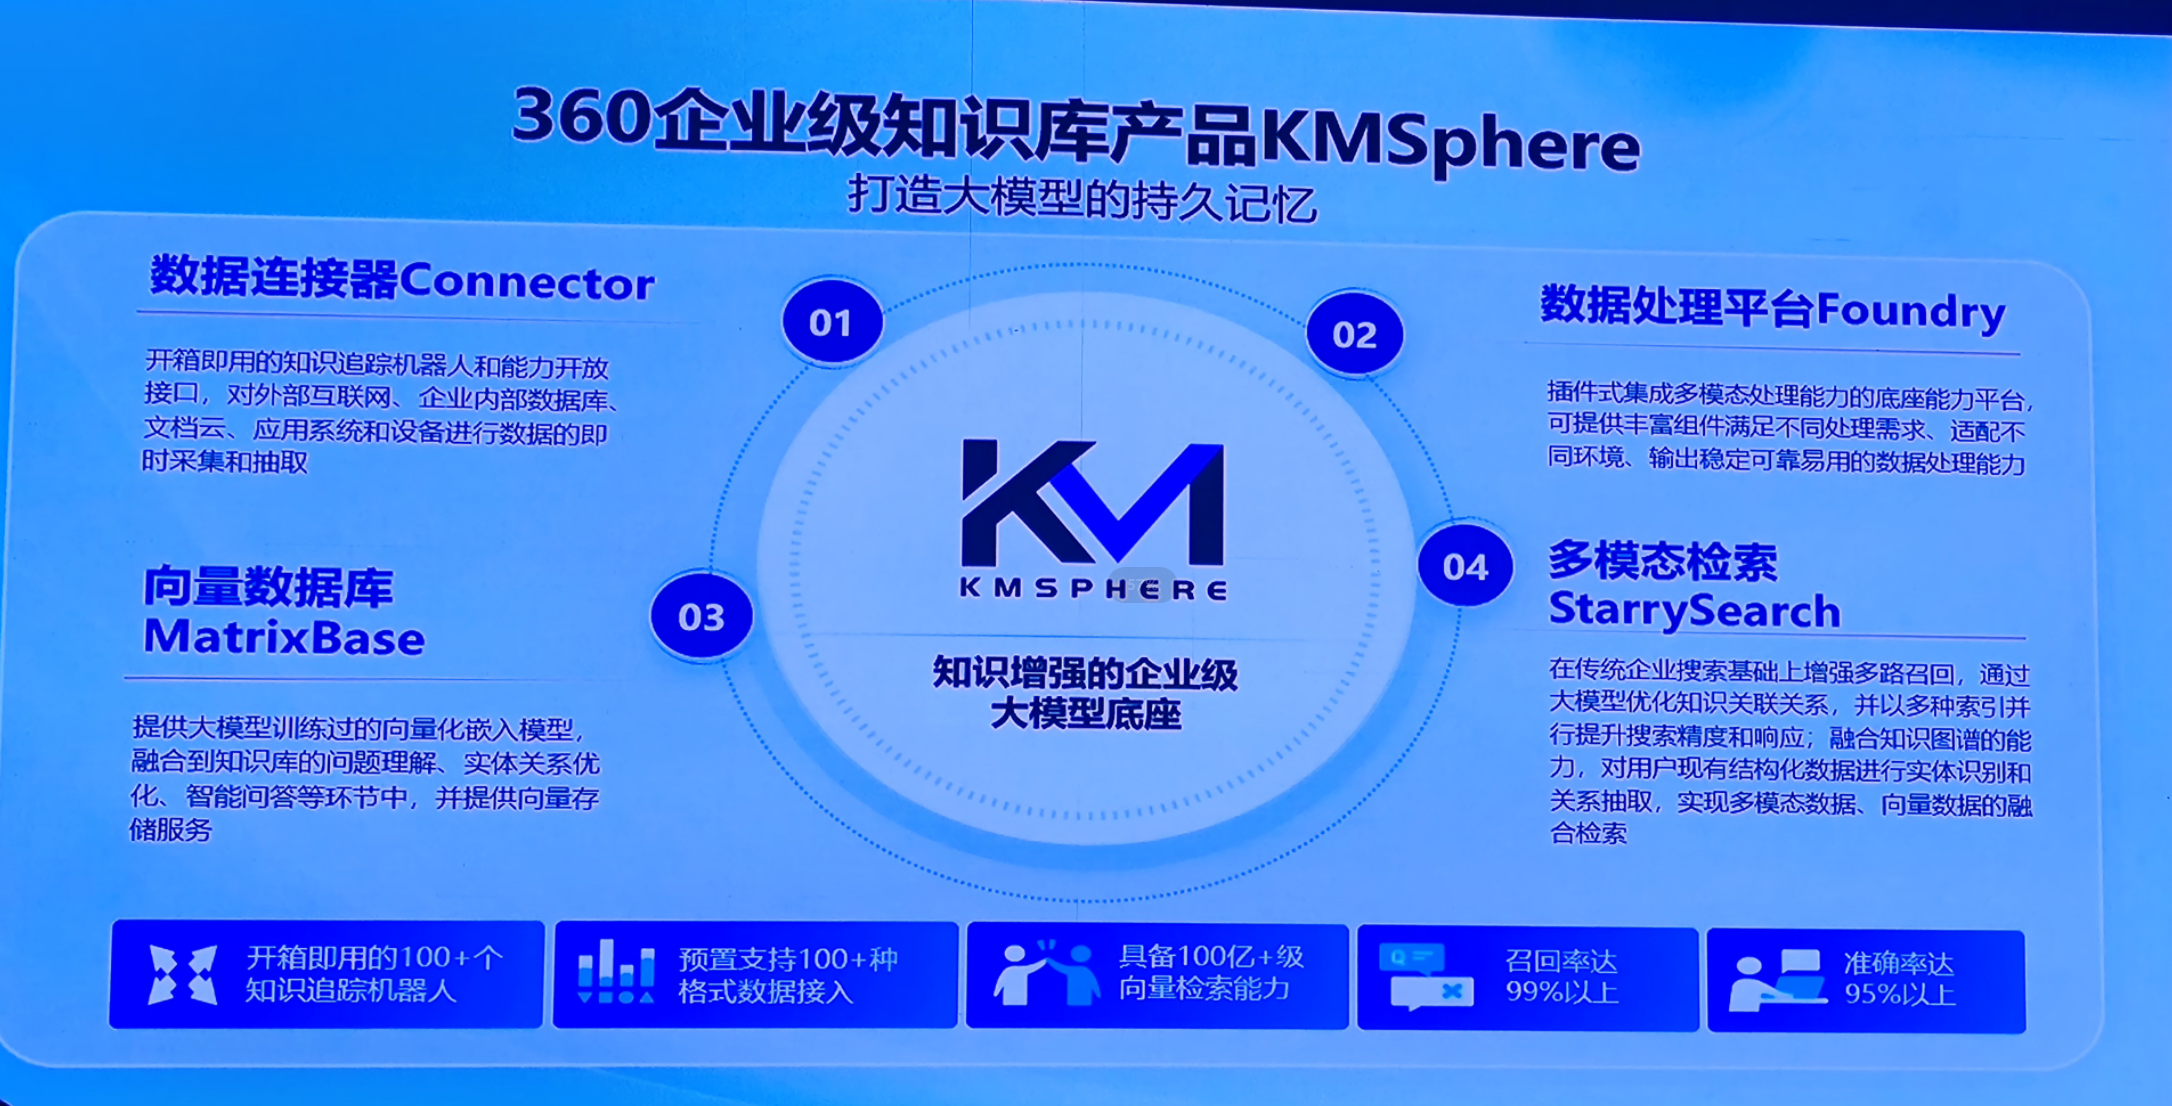 360企业级知识库产品KMSphere
打造大模型的持久记忆
数据连接器Connector
开箱即用的知识追踪机器人和能力开放
接口，对外部互联网、企业内部数据库、
文档云、应用系统和设备进行数据的即
时采集和抽取
01
02
数据处理平台Foundry
插件式集成多模态处理能力的底座能力平台，
可提供丰富组件满足不同处理需求、适配不
同环境、输出稳定可靠易用的数据处理能力
向量数据库
MatrixBase
提供大模型训练过的向量化嵌入模型，
融合到知识库的问题理解、实体关系优
化、智能问答等环节中，并提供向量存
储服务
03
KM
KMSPHERE
知识增强的企业级
大模型底座
04
多模态检索
StarrySearch
在传统企业搜索基础上增强多路召回，通过
大模型优化知识关联关系，并以多种索引并
行提升搜索精度和响应；融合知识图谱的能
力，对用户现有结构化数据进行实体识别和
关系抽取，实现多模态数据、向量数据的融
合检索
开箱即用的100+个
知识追踪机器人
预置支持100+种
格式数据接入
具备100亿+级
向量检索能力
召回率达
99%以上
准确率达
95%以上